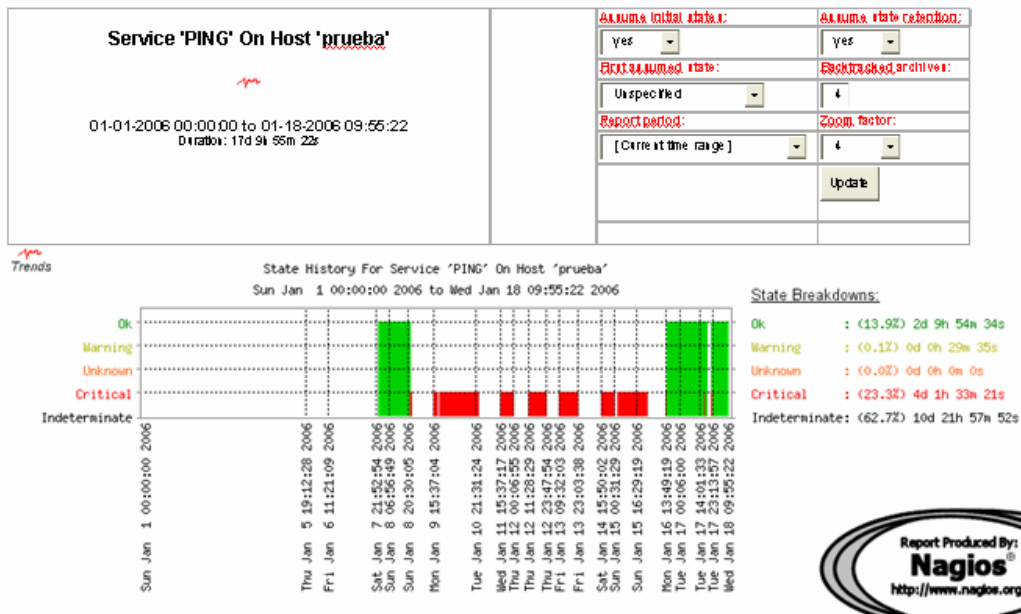 Service 'PING' On Host 'prueba'
01-01-2006 00:00:00 to 01-18-2006 09:55:22
Duration: 17d 9h 55m 22s
Assume initial states:
Assume state retention:
yes
yes
First assumed state:
Backtracked archives:
Unspecified
4
Report period:
Zoom factor:
[ Current time range ]
4
Update
Trends
State History For Service 'PING' On Host 'prueba'
Sun Jan 1 00:00:00 2006 to Wed Jan 18 09:55:22 2006
Ok
Warning
Unknown
Critical
Indeterminate
Sun Jan 1 00:00:00 2006
Thu Jan 5 19:12:28 2006
Fri Jan 6 11:21:09 2006
Sat Jan 7 21:52:54 2006
Sun Jan 8 06:56:49 2006
Sun Jan 8 20:30:05 2006
Mon Jan 9 15:37:04 2006
Tue Jan 10 21:31:24 2006
Wed Jan 11 15:37:17 2006
Thu Jan 12 00:06:55 2006
Thu Jan 12 11:28:29 2006
Thu Jan 12 23:47:54 2006
Fri Jan 13 09:32:03 2006
Fri Jan 13 23:03:38 2006
Sat Jan 14 15:50:02 2006
Sun Jan 15 00:31:29 2006
Sun Jan 15 16:29:19 2006
Mon Jan 16 13:49:19 2006
Tue Jan 17 00:06:00 2006
Tue Jan 17 14:01:33 2006
Tue Jan 17 23:13:57 2006
Wed Jan 18 09:55:22 2006
State Breakdowns:
Ok : (13.9%) 2d 9h 54m 34s
Warning : (0.1%) 0d 0h 29m 35s
Unknown : (0.0%) 0d 0h 0m 0s
Critical : (23.3%) 4d 1h 33m 21s
Indeterminate: (62.7%) 10d 21h 57m 52s
Report Produced By:
Nagios®
http://www.nagios.org